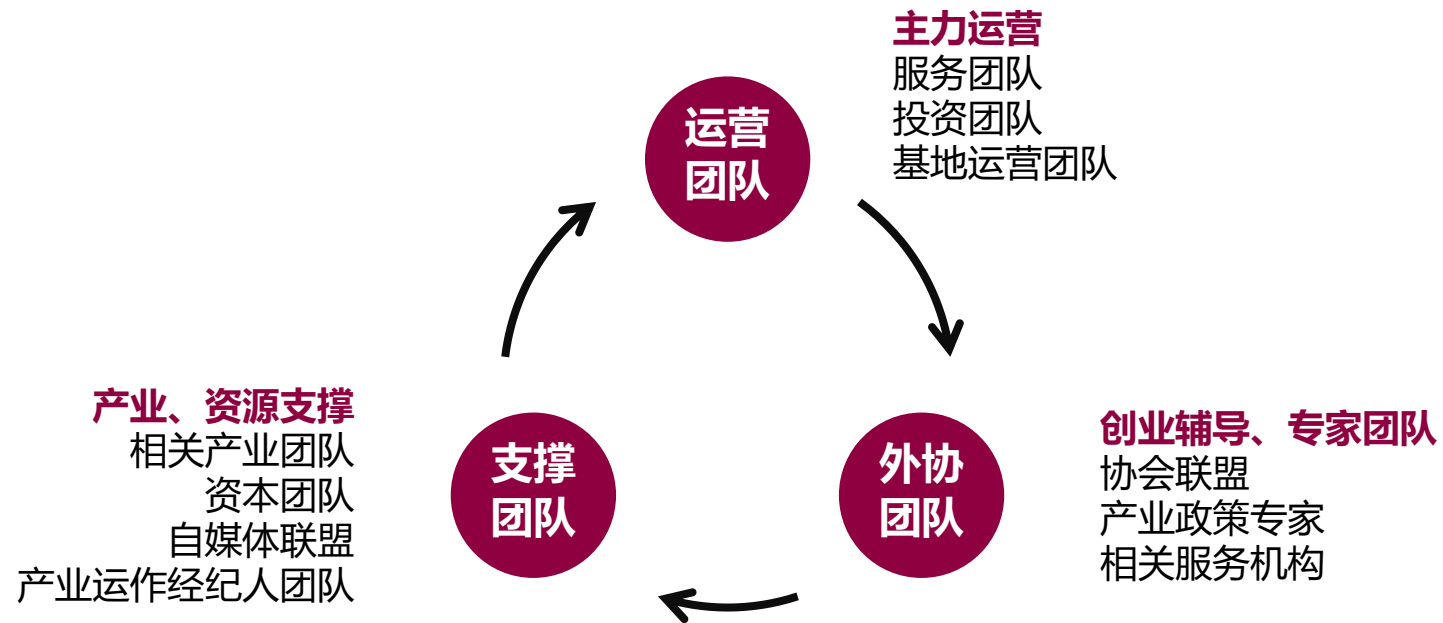 主力运营
服务团队
投资团队
基地运营团队
运营
团队
产业、资源支撑
相关产业团队
资本团队
自媒体联盟
产业运作经纪人团队
支撑
团队
外协
团队
创业辅导、专家团队
协会联盟
产业政策专家
相关服务机构